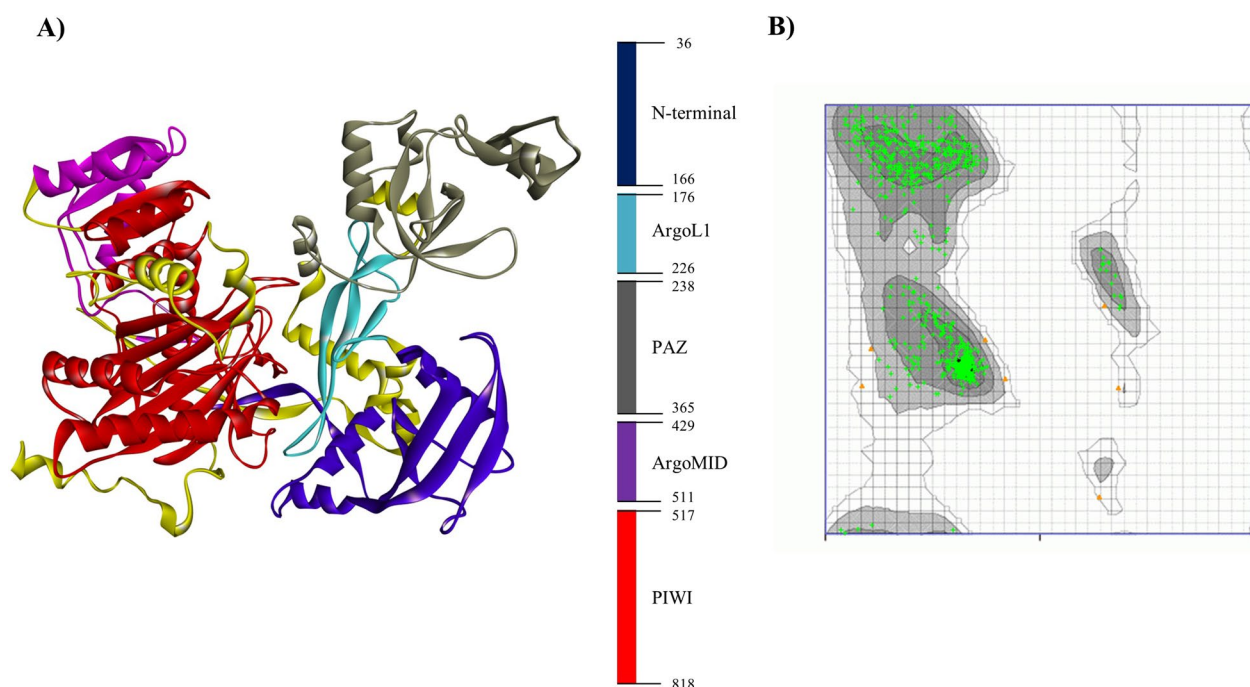 A)
B)
36
N-terminal
166
176
ArgoL1
226
238
PAZ
365
429
ArgoMID
511
517
PIWI
818